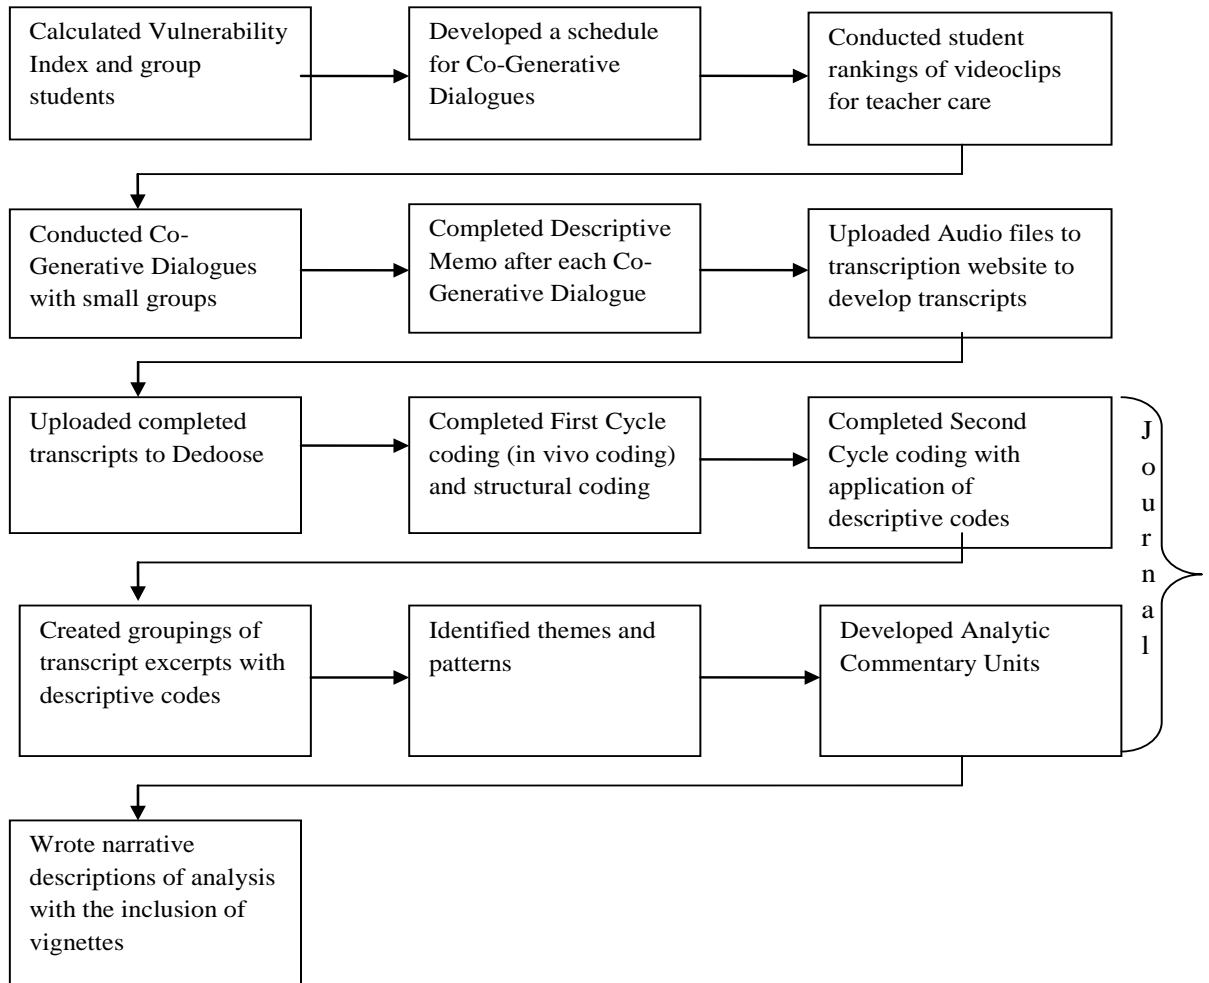 Calculated Vulnerability
Index and group
students
Developed a schedule
for Co-Generative
Dialogues
Conducted student
rankings of videoclips
for teacher care
Conducted Co-
Generative Dialogues
with small groups
Completed Descriptive
Memo after each Co-
Generative Dialogue
Uploaded Audio files to
transcription website to
develop transcripts
Uploaded completed
transcripts to Dedoose
Completed First Cycle
coding (in vivo coding)
and structural coding
Completed Second
Cycle coding with
application of
descriptive codes
Journal
Created groupings of
transcript excerpts with
descriptive codes
Identified themes and
patterns
Developed Analytic
Commentary Units
Wrote narrative
descriptions of analysis
with the inclusion of
vignettes